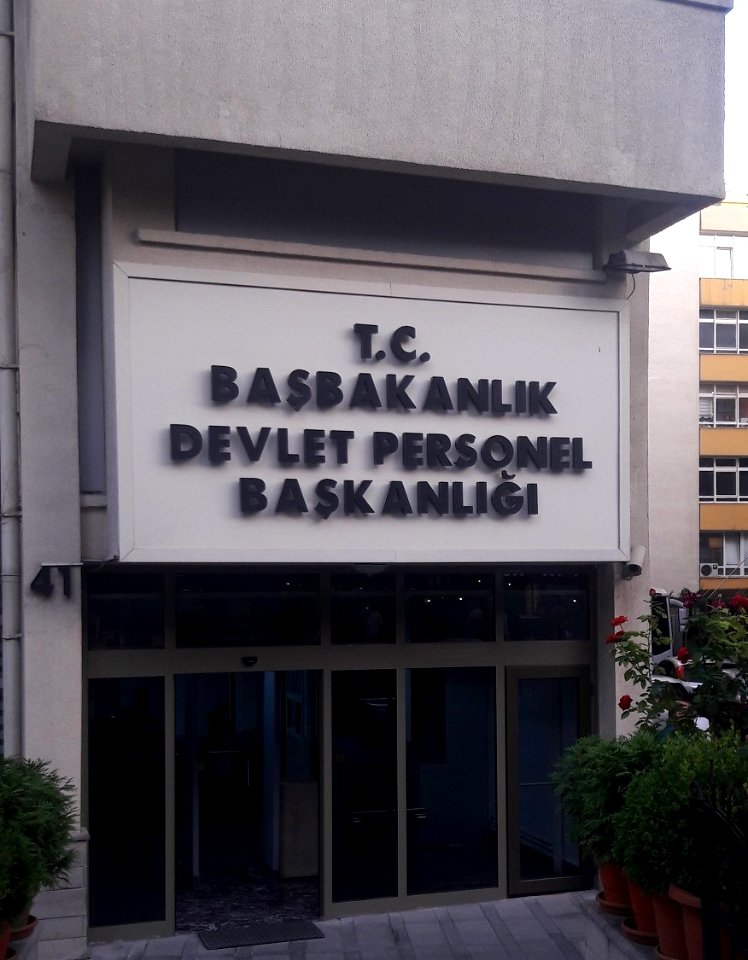 T.C.
BAŞBAKANLIK
DEVLET PERSONEL
BAŞKANLIĞI
41